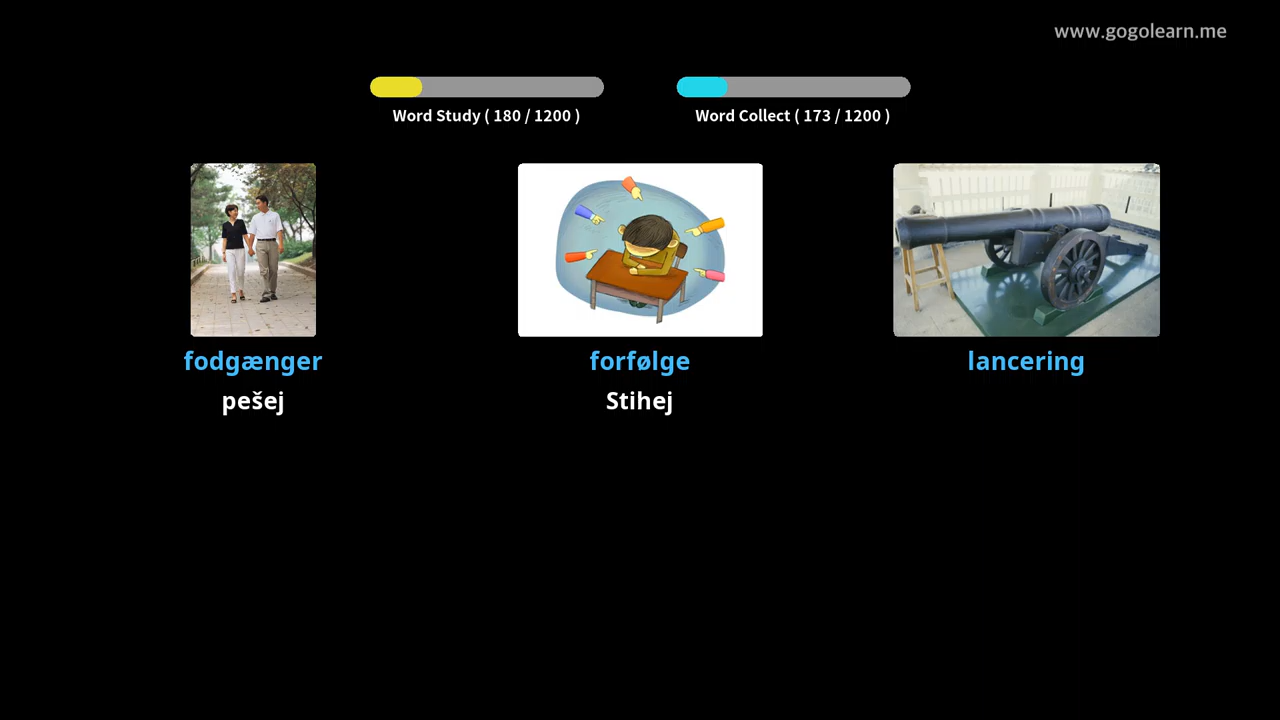 www.gogolearn.me
Word Study ( 180 / 1200 )
Word Collect ( 173 / 1200 )
fodgænger
pešej
forfølge
Stihej
lancering